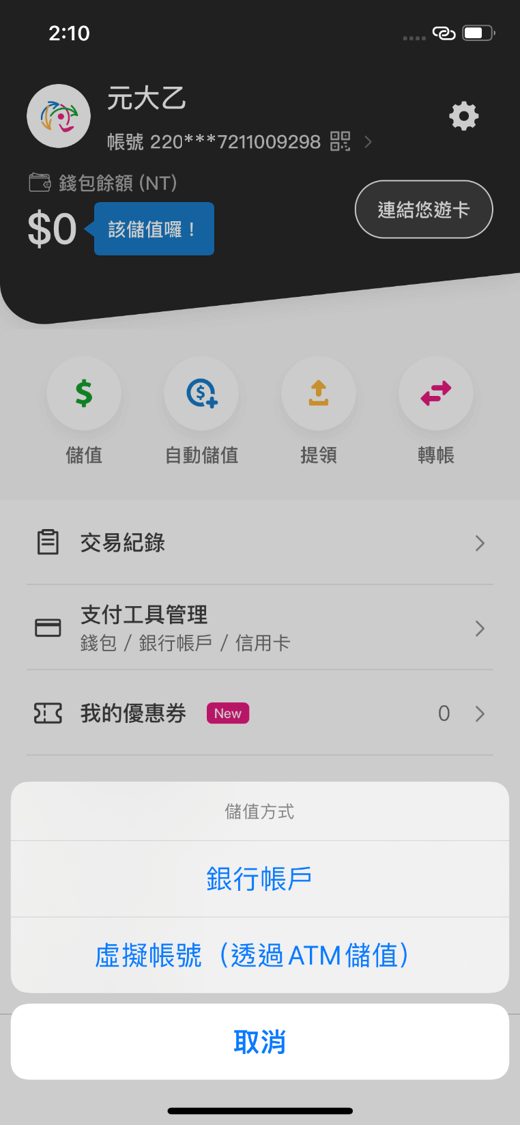 2:10
元大乙
帳號 220***7211009298
錢包餘額 (NT)
$0
該儲值囉！
連結悠遊卡
儲值
自動儲值
提領
轉帳
交易紀錄
支付工具管理
錢包 / 銀行帳戶 / 信用卡
我的優惠券 New 0
儲值方式
銀行帳戶
虛擬帳號（透過ATM儲值）
取消